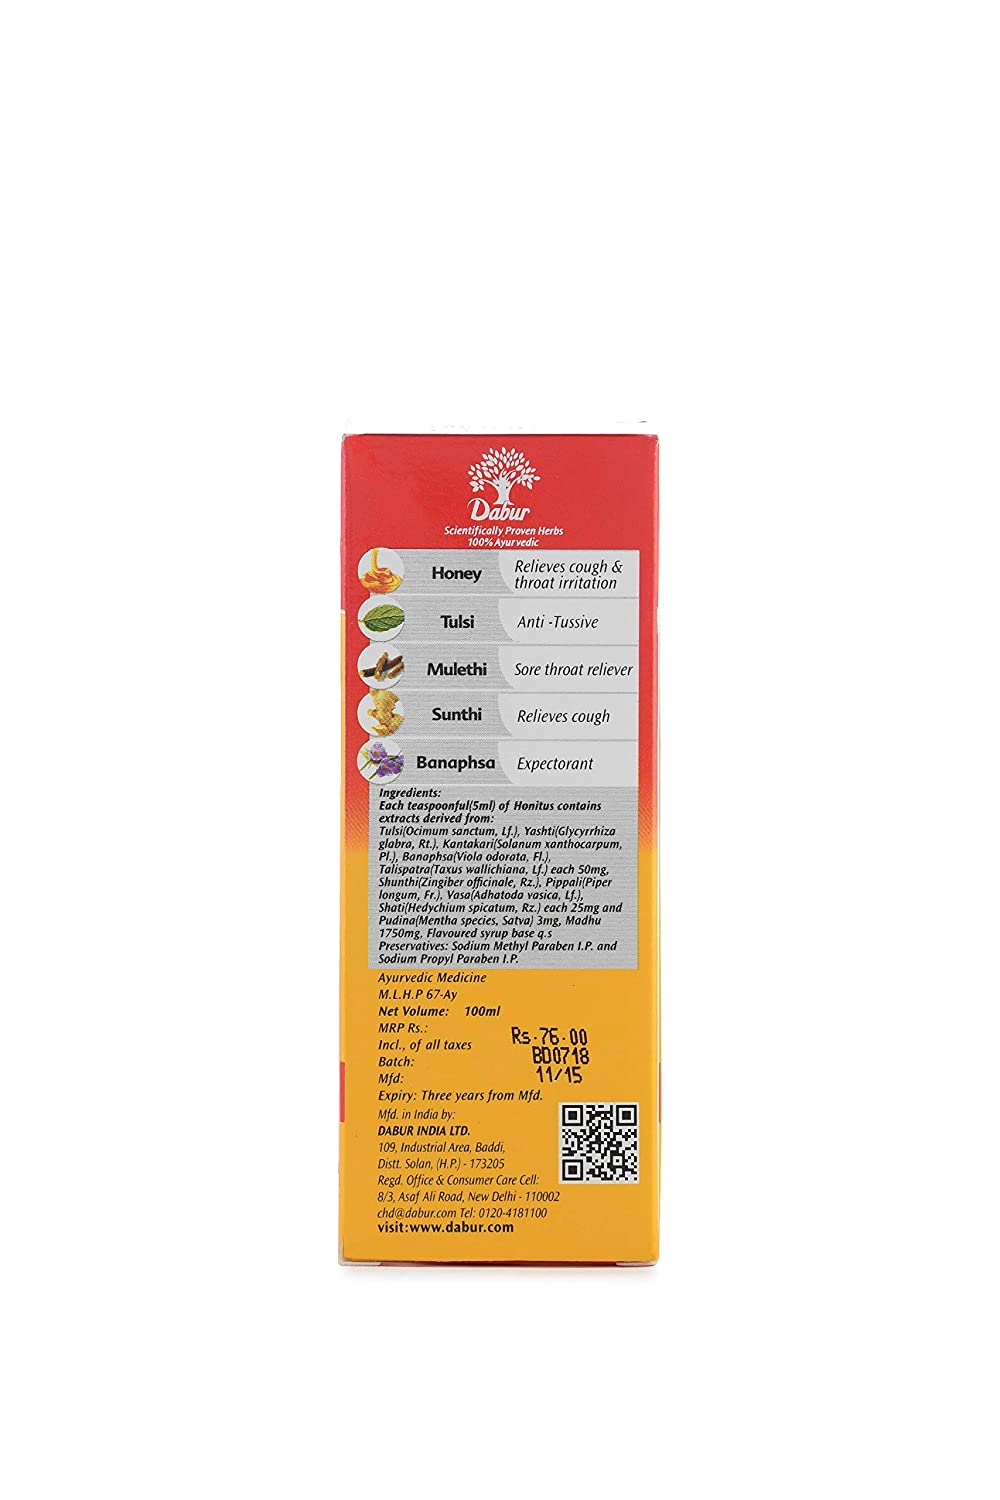 Dabur
Scientifically Proven Herbs
100% Ayurvedic
Honey Relieves cough &
throat irritation
Tulsi Anti -Tussive
Mulethi Sore throat reliever
Sunthi Relieves cough
Banaphsa Expectorant
Ingredients:
Each teaspoonful(5ml) of Honitus contains
extracts derived from:
Tulsi(Ocimum sanctum, Lf.), Yashti(Glycyrrhiza
glabra, Rt.), Kantakari(Solanum xanthocarpum,
Pl.), Banaphsa(Viola odorata, Fl.),
Talispatra(Taxus wallichiana, Lf.) each 50mg,
Shunthi(Zingiber officinale, Rz.), Pippali(Piper
longum, Fr.), Vasa(Adhatoda vasica, Lf.),
Shati(Hedychium spicatum, Rz.) each 25mg and
Pudina(Mentha species, Satva) 3mg, Madhu
1750mg, Flavoured syrup base q.s
Preservatives: Sodium Methyl Paraben I.P. and
Sodium Propyl Paraben I.P.
Ayurvedic Medicine
M.L.H.P 67-Ay
Net Volume: 100ml
MRP Rs.:
Incl., of all taxes Rs.76.00
Batch: BD0718
Mfd: 11/15
Expiry: Three years from Mfd.
Mfd. in India by:
DABUR INDIA LTD.
109, Industrial Area, Baddi,
Distt. Solan, (H.P.) - 173205
Regd. Office & Consumer Care Cell:
8/3, Asaf Ali Road, New Delhi - 110002
chd@dabur.com Tel: 0120-4181100
visit:www.dabur.com